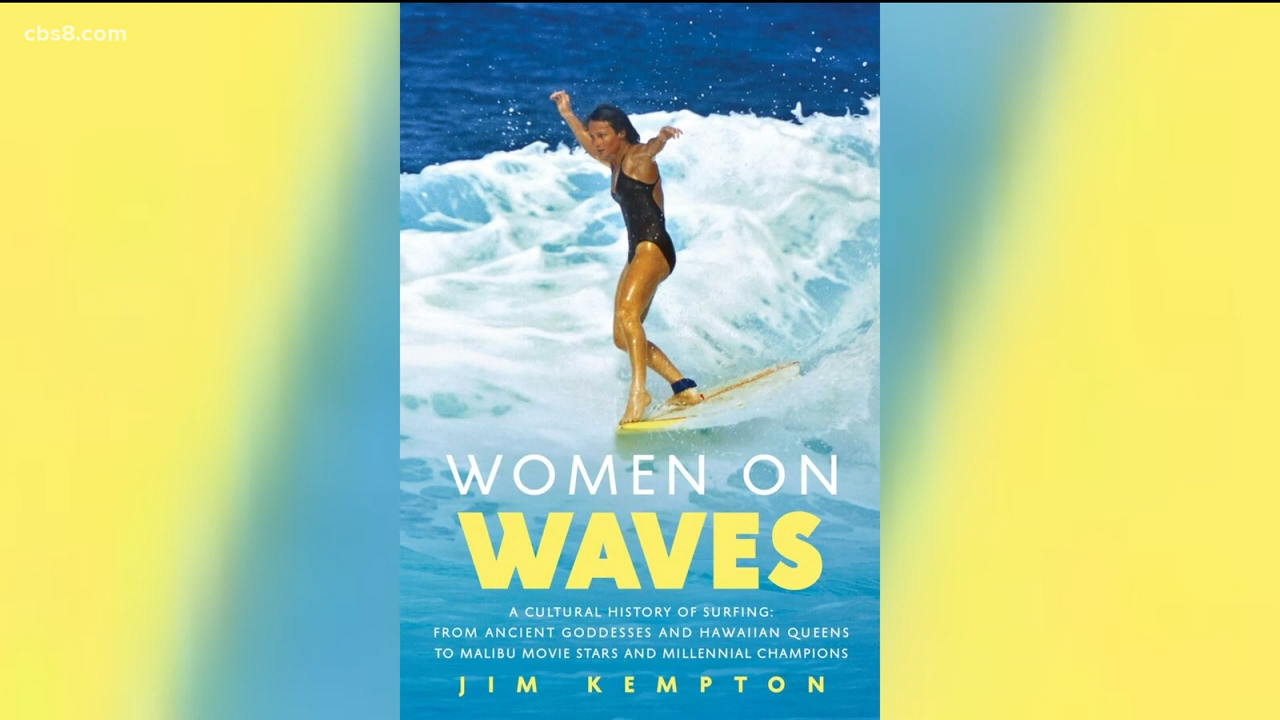 cbs8.com
WOMEN ON
WAVES
A CULTURAL HISTORY OF SURFING:
FROM ANCIENT GODDESSES AND HAWAIIAN QUEENS
TO MALIBU MOVIE STARS AND MILLENNIAL CHAMPIONS
JIM KEMPTON